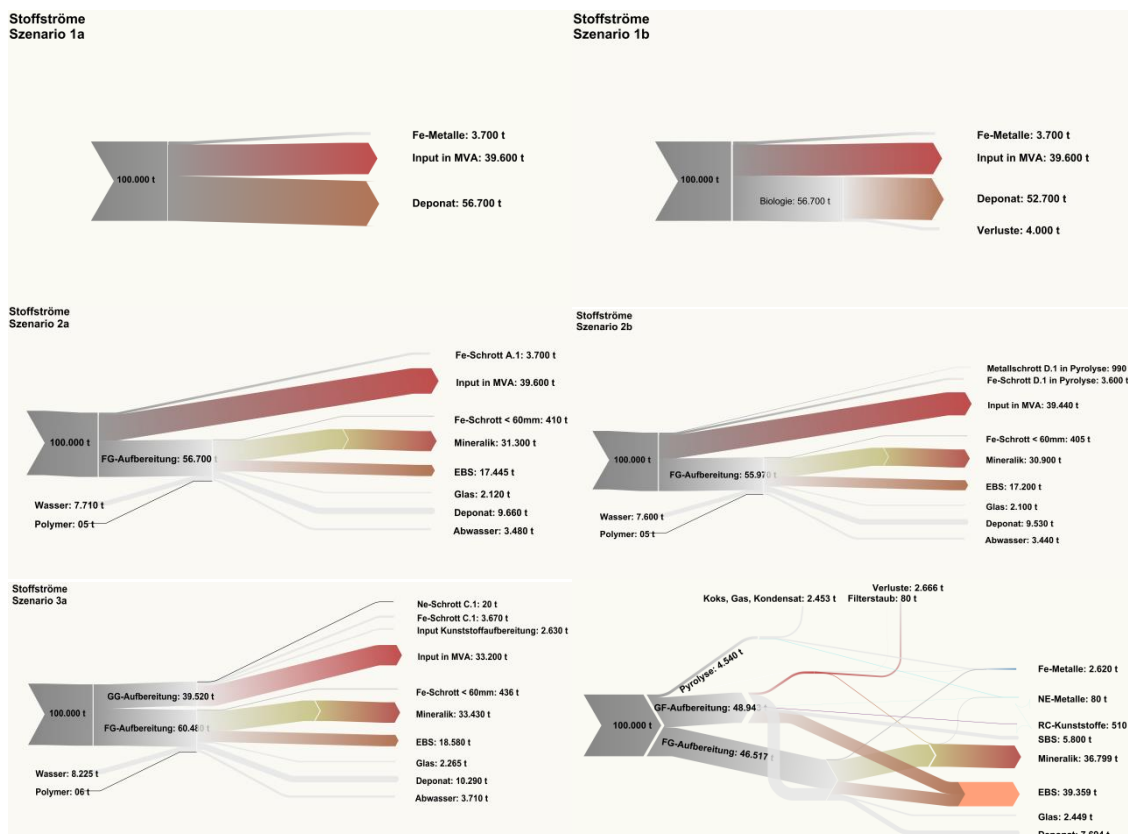 Stoffströme
Szenario 1a
Fe-Metalle: 3.700 t
Input in MVA: 39.600 t
100.000 t
Deponat: 56.700 t
Stoffströme
Szenario 1b
Fe-Metalle: 3.700 t
Input in MVA: 39.600 t
100.000 t
Biologie: 56.700 t
Deponat: 52.700 t
Verluste: 4.000 t
Stoffströme
Szenario 2a
Fe-Schrott A.1: 3.700 t
Input in MVA: 39.600 t
Fe-Schrott < 60mm: 410 t
100.000 t
Mineralik: 31.300 t
FG-Aufbereitung: 56.700 t
EBS: 17.445 t
Glas: 2.120 t
Wasser: 7.710 t
Deponat: 9.660 t
Polymer: 05 t
Abwasser: 3.480 t
Stoffströme
Szenario 2b
Metallschrott D.1 in Pyrolyse: 990
Fe-Schrott D.1 in Pyrolyse: 3.600 t
Input in MVA: 39.440 t
Fe-Schrott < 60mm: 405 t
100.000 t
Mineralik: 30.900 t
FG-Aufbereitung: 55.970 t
EBS: 17.200 t
Glas: 2.100 t
Wasser: 7.600 t
Deponat: 9.530 t
Polymer: 05 t
Abwasser: 3.440 t
Stoffströme
Szenario 3a
Ne-Schrott C.1: 20 t
Fe-Schrott C.1: 3.670 t
Input Kunststoffaufbereitung: 2.630 t
Input in MVA: 33.200 t
GG-Aufbereitung: 39.520 t
Fe-Schrott < 60mm: 436 t
100.000 t
Mineralik: 33.430 t
FG-Aufbereitung: 60.480 t
EBS: 18.580 t
Glas: 2.265 t
Wasser: 8.225 t
Deponat: 10.290 t
Polymer: 06 t
Abwasser: 3.710 t
Verluste: 2.666 t
Koks, Gas, Kondensat: 2.453 t
Filterstaub: 80 t
Pyrolyse: 4.540 t
Fe-Metalle: 2.620 t
NE-Metalle: 80 t
GF-Aufbereitung: 48.943 t
100.000 t
RC-Kunststoffe: 510
SBS: 5.800 t
FG-Aufbereitung: 46.517 t
Mineralik: 36.799 t
EBS: 39.359 t
Glas: 2.449 t